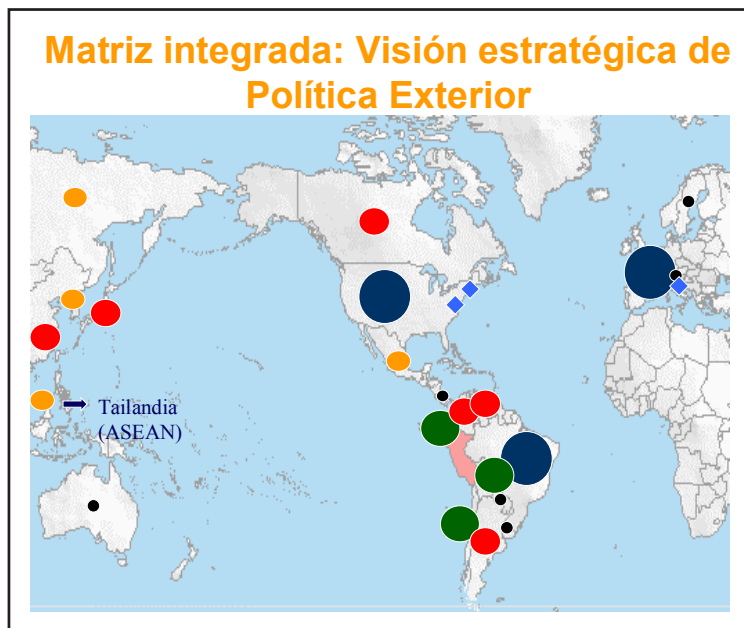 Matriz integrada: Visión estratégica de
Política Exterior
Tailandia
(ASEAN)